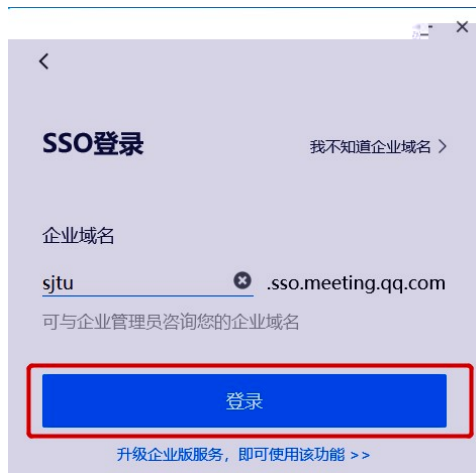 SSO登录
我不知道企业域名 >
企业域名
sjtu .sso.meeting.qq.com
可与企业管理员咨询您的企业域名
登录
升级企业版服务，即可使用该功能 >>